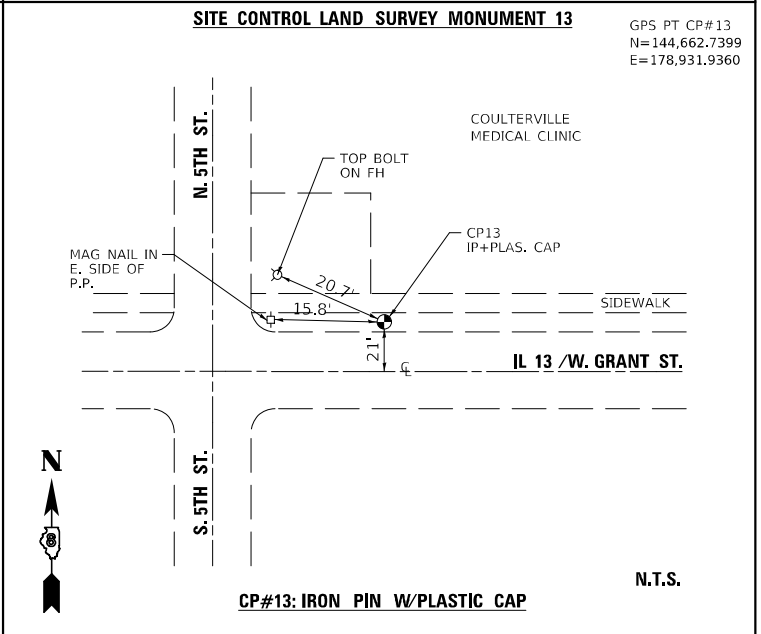 SITE CONTROL LAND SURVEY MONUMENT 13
GPS PT CP#13
N=144,662.7399
E=178,931.9360
COULTERVILLE
MEDICAL CLINIC
N. 5TH ST.
TOP BOLT
ON FH
CP13
IP+PLAS. CAP
MAG NAIL IN
E. SIDE OF
P.P.
20.7'
15.8'
SIDEWALK
21'
℄
IL 13 /W. GRANT ST.
N
8
S. 5TH ST.
N.T.S.
CP#13: IRON PIN W/PLASTIC CAP